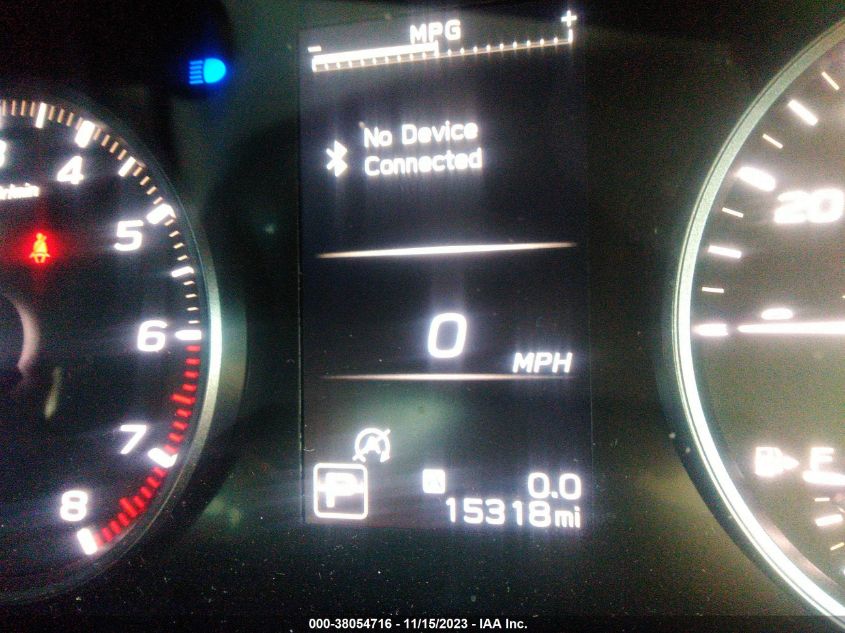 MPG
- +
No Device
Connected
4
5
6
7
8
20
0
0
MPH
F
P
A 0.0
15318mi
000-38054716 - 11/15/2023 - IAA Inc.